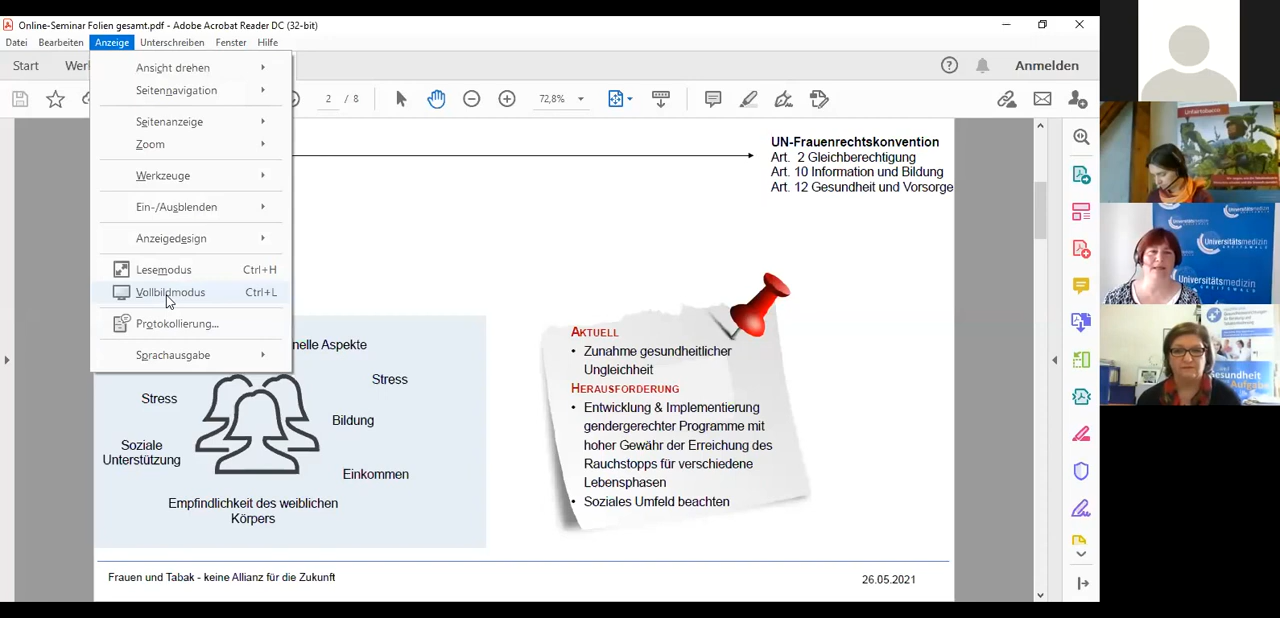 Online-Seminar Folien gesamt.pdf - Adobe Acrobat Reader DC (32-bit)
Datei Bearbeiten Anzeige Unterschreiben Fenster Hilfe
Start
Anmelden
2 / 8
72,8%
Ansicht drehen
Seitennavigation
Seitenanzeige
Zoom
Werkzeuge
Ein-/Ausblenden
Anzeigedesign
Lesemodus Ctrl+H
Vollbildmodus Ctrl+L
Protokollierung...
Sprachausgabe
UN-Frauenrechtskonvention
Art. 2 Gleichberechtigung
Art. 10 Information und Bildung
Art. 12 Gesundheit und Vorsorge
nelle Aspekte
Stress
Stress
Bildung
Soziale
Unterstützung
Einkommen
Empfindlichkeit des weiblichen
Körpers
AKTUELL
• Zunahme gesundheitlicher
Ungleichheit
HERAUSFORDERUNG
• Entwicklung & Implementierung
gendergerechter Programme mit
hoher Gewähr der Erreichung des
Rauchstopps für verschiedene
Lebensphasen
• Soziales Umfeld beachten
Frauen und Tabak - keine Allianz für die Zukunft
26.05.2021
Unfairtobacco
Universitätsmedizin
GREIFSWALD
Universitätsmedizin
Gesundheit
Aufgabe